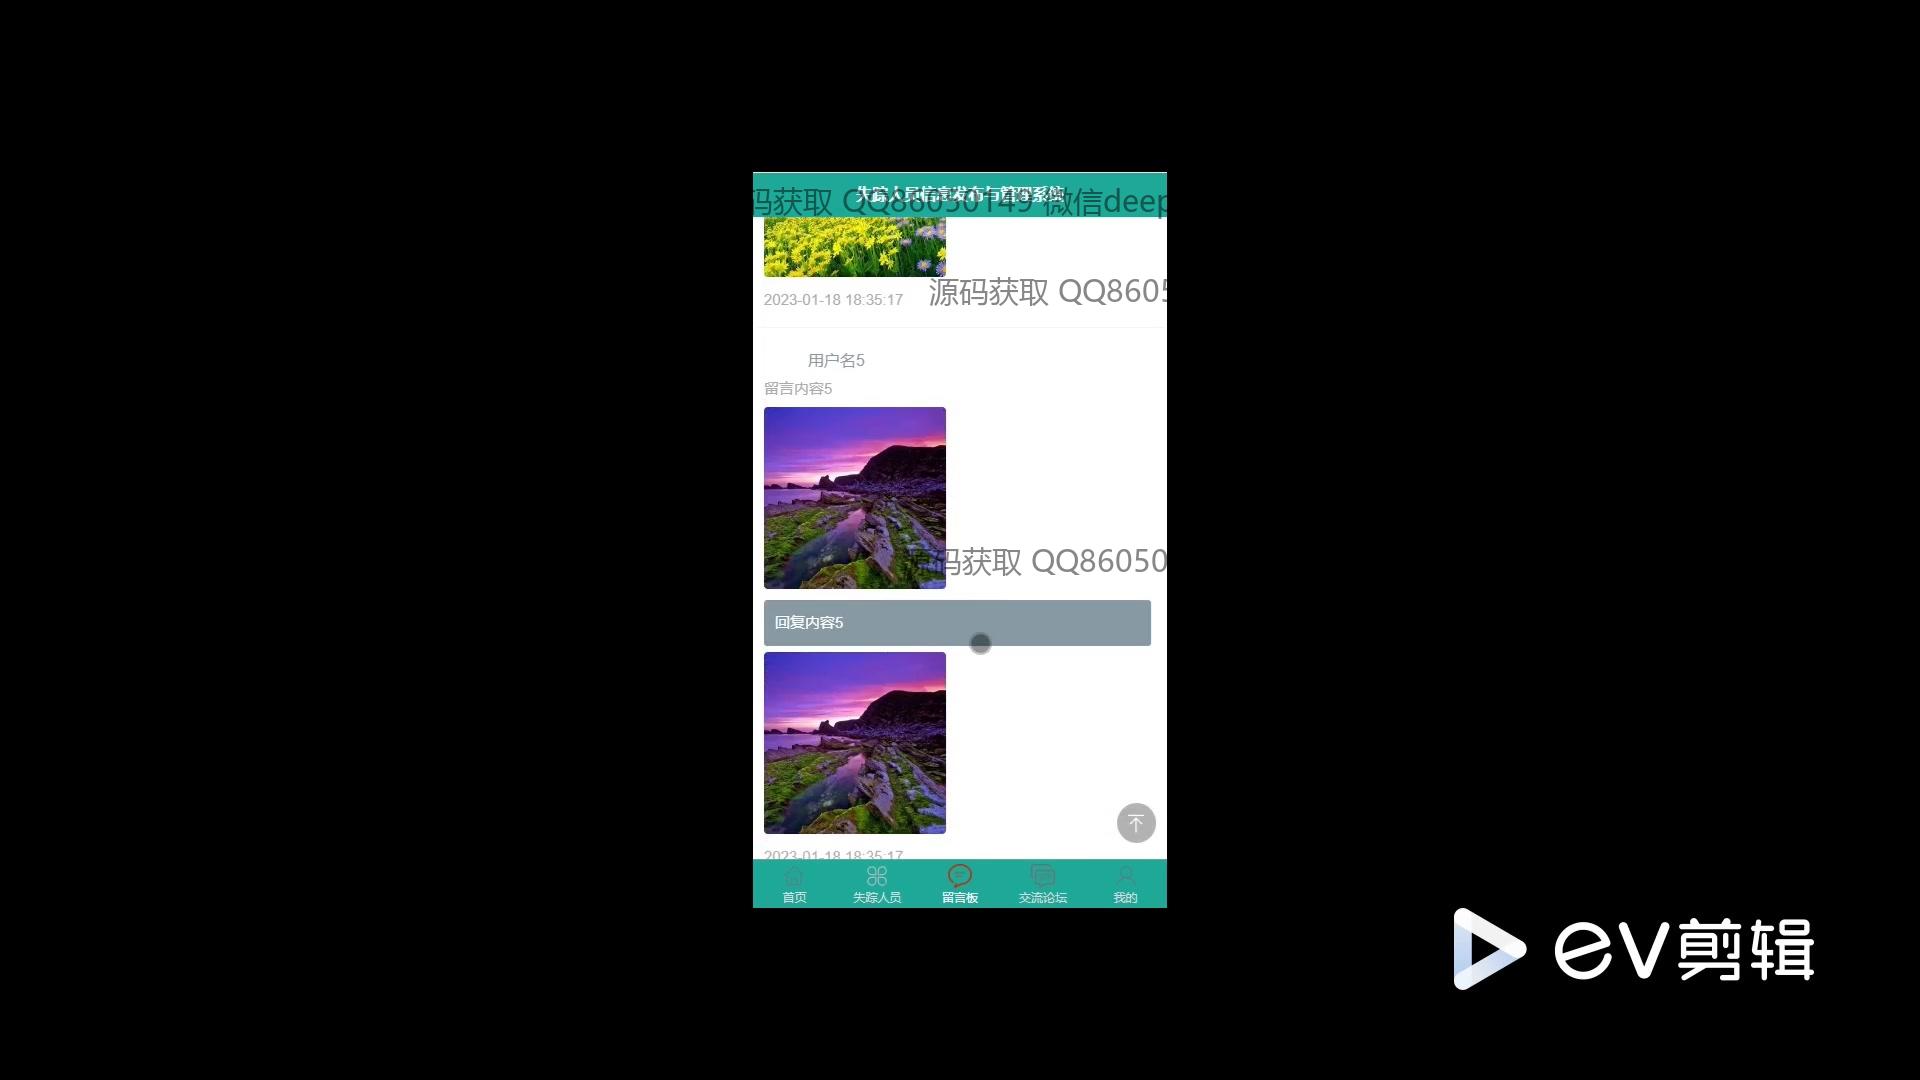 失踪人员信息发布与管理系统
码获取 QQ86050149 微信deep
2023-01-18 18:35:17
源码获取 QQ8605
用户名5
留言内容5
源码获取 QQ86050
回复内容5
2023-01-18 18:35:17
首页
失踪人员
留言板
交流论坛
我的
ev剪辑